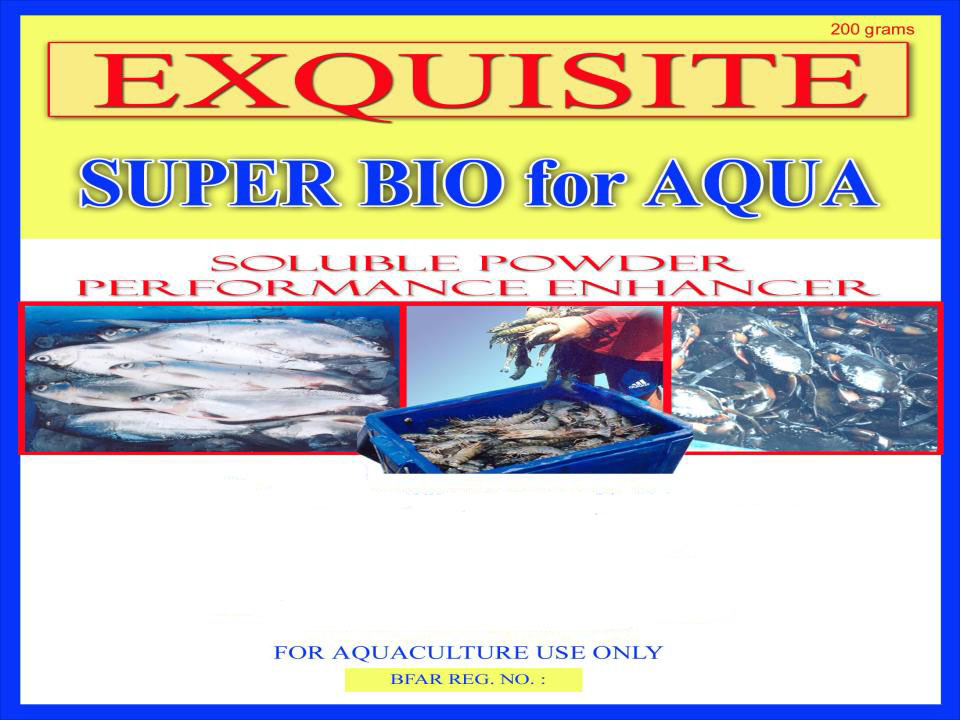 200 grams
EXQUISITE
SUPER BIO for AQUA
SOLUBLE POWDER
PERFORMANCE ENHANCER
FOR AQUACULTURE USE ONLY
BFAR REG. NO. :